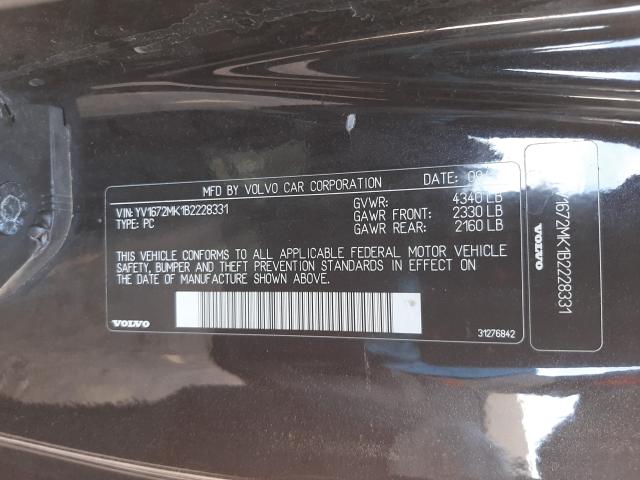 MFD BY VOLVO CAR CORPORATION DATE:
VIN: YV1672MK1B2228331
TYPE: PC
GVWR: 4340 LB
GAWR FRONT: 2330 LB
GAWR REAR: 2160 LB
THIS VEHICLE CONFORMS TO ALL APPLICABLE FEDERAL MOTOR VEHICLE
SAFETY, BUMPER AND THEFT PREVENTION STANDARDS IN EFFECT ON
THE DATE OF MANUFACTURE SHOWN ABOVE.
VOLVO
31276842
1672MK1B2228331
VOLVO